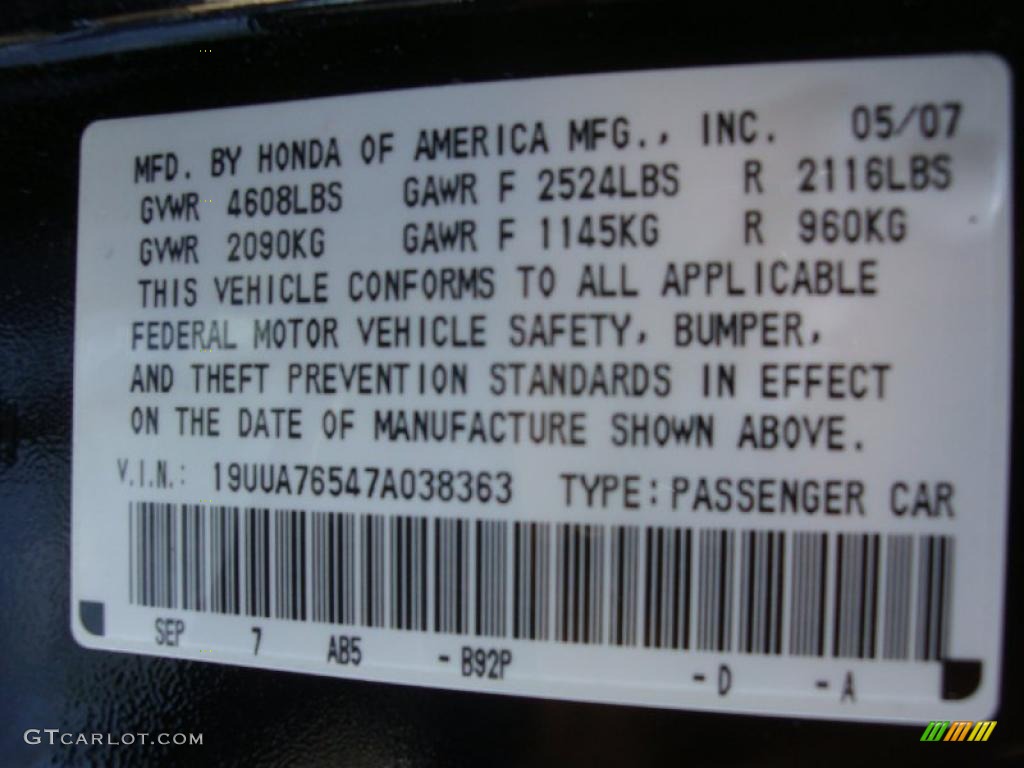 MFD. BY HONDA OF AMERICA MFG., INC. 05/07
GVWR 4608LBS GAWR F 2524LBS R 2116LBS
GVWR 2090KG GAWR F 1145KG R 960KG
THIS VEHICLE CONFORMS TO ALL APPLICABLE
FEDERAL MOTOR VEHICLE SAFETY, BUMPER,
AND THEFT PREVENTION STANDARDS IN EFFECT
ON THE DATE OF MANUFACTURE SHOWN ABOVE.
V.I.N.: 19UUA76547A038363 TYPE: PASSENGER CAR
SEP 7 AB5 - B92P - D - A
GTCARLOT.COM